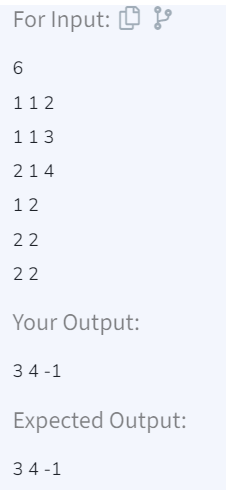 For Input:
6
1 1 2
1 1 3
2 1 4
1 2
2 2
2 2
Your Output:
3 4 -1
Expected Output:
3 4 -1